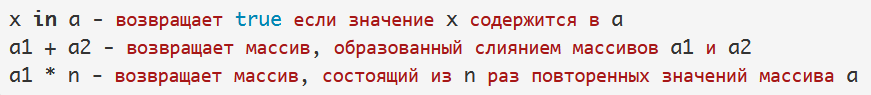 x in a - возвращает true если значение x содержится в a
a1 + a2 - возвращает массив, образованный слиянием массивов a1 и a2
a1 * n - возвращает массив, состоящий из n раз повторенных значений массива a